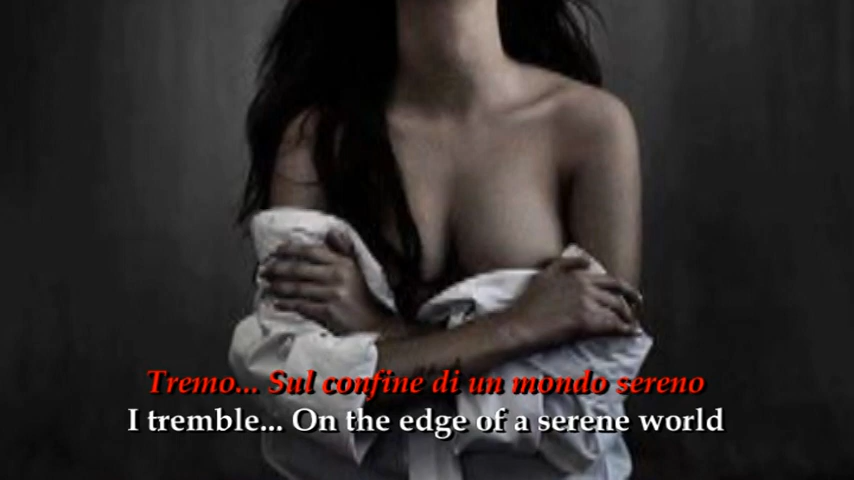 Tremo... Sul confine di un mondo sereno
I tremble... On the edge of a serene world